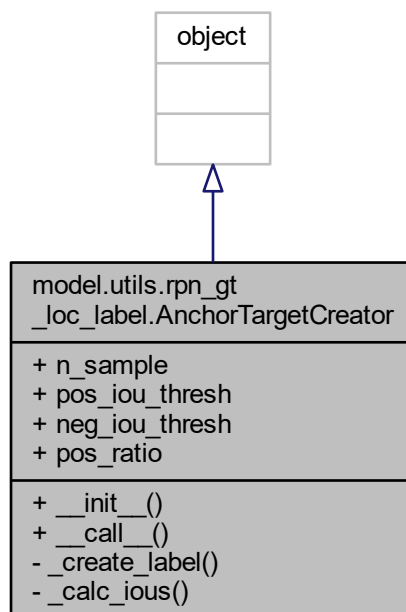 object
model.utils.rpn_gt
_loc_label.AnchorTargetCreator
+ n_sample
+ pos_iou_thresh
+ neg_iou_thresh
+ pos_ratio
+ __init__()
+ __call__()
- _create_label()
- _calc_ious()